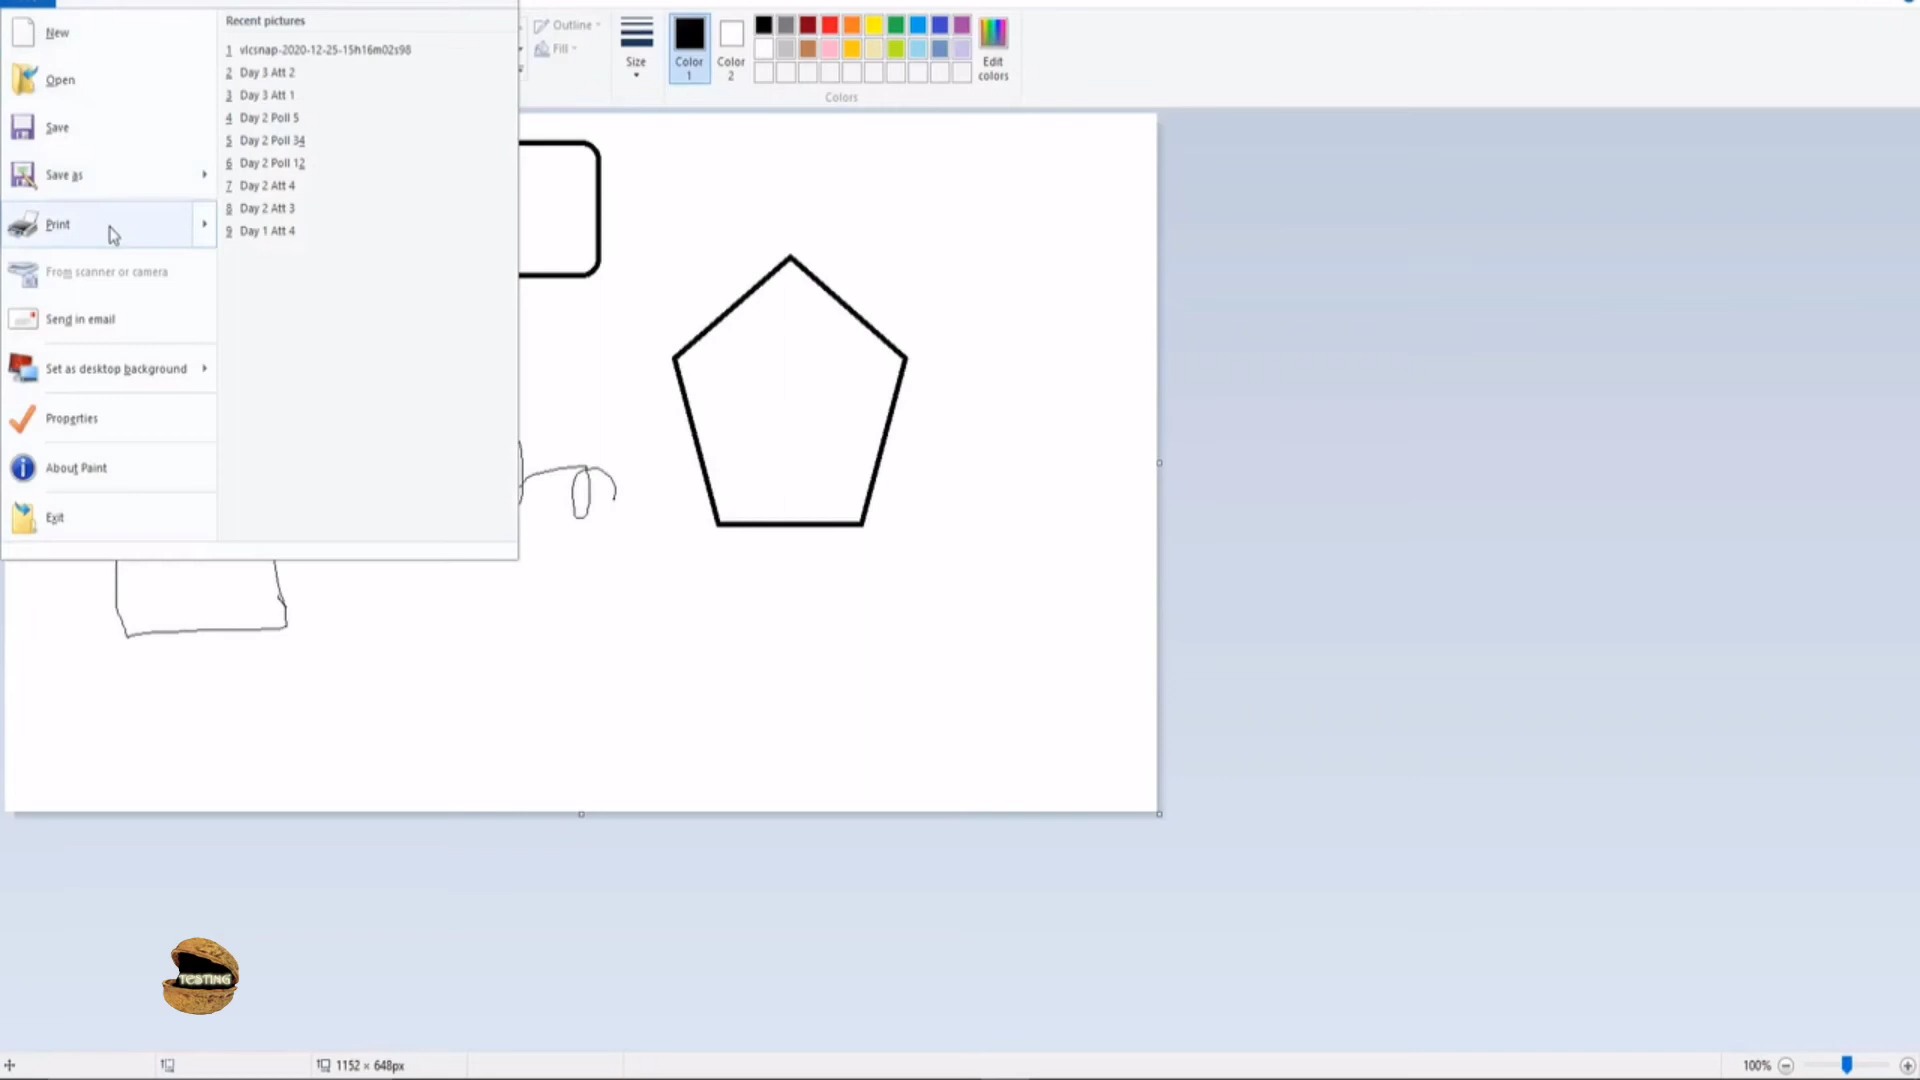 New
Open
Save
Save as
Print
From scanner or camera
Send in email
Set as desktop background
Properties
About Paint
Exit
Recent pictures
1 vlcsnap-2020-12-25-15h16m02s98
2 Day 3 Att 2
3 Day 3 Att 1
4 Day 2 Poll 5
5 Day 2 Poll 34
6 Day 2 Poll 12
7 Day 2 Att 4
8 Day 2 Att 3
9 Day 1 Att 4
Outline
Fill
Size
Color
1
Color
2
Edit
colors
Colors
TESTING
1152 × 648px
100%